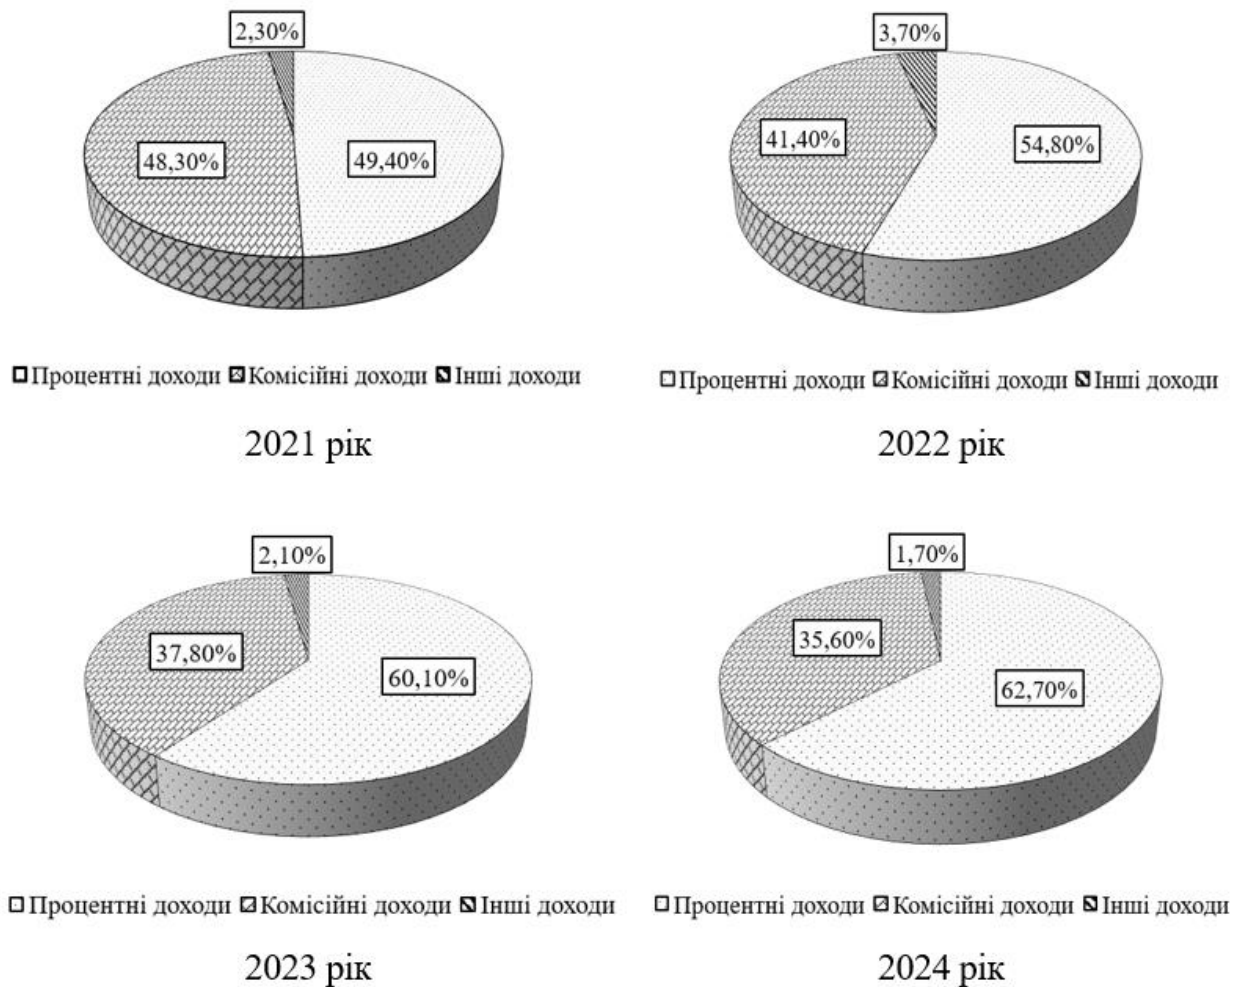 2,30%
48,30%
49,40%
Процентні доходи Комісійні доходи Інші доходи
2021 рік
3,70%
41,40%
54,80%
Процентні доходи Комісійні доходи Інші доходи
2022 рік
2,10%
37,80%
60,10%
Процентні доходи Комісійні доходи Інші доходи
2023 рік
1,70%
35,60%
62,70%
Процентні доходи Комісійні доходи Інші доходи
2024 рік